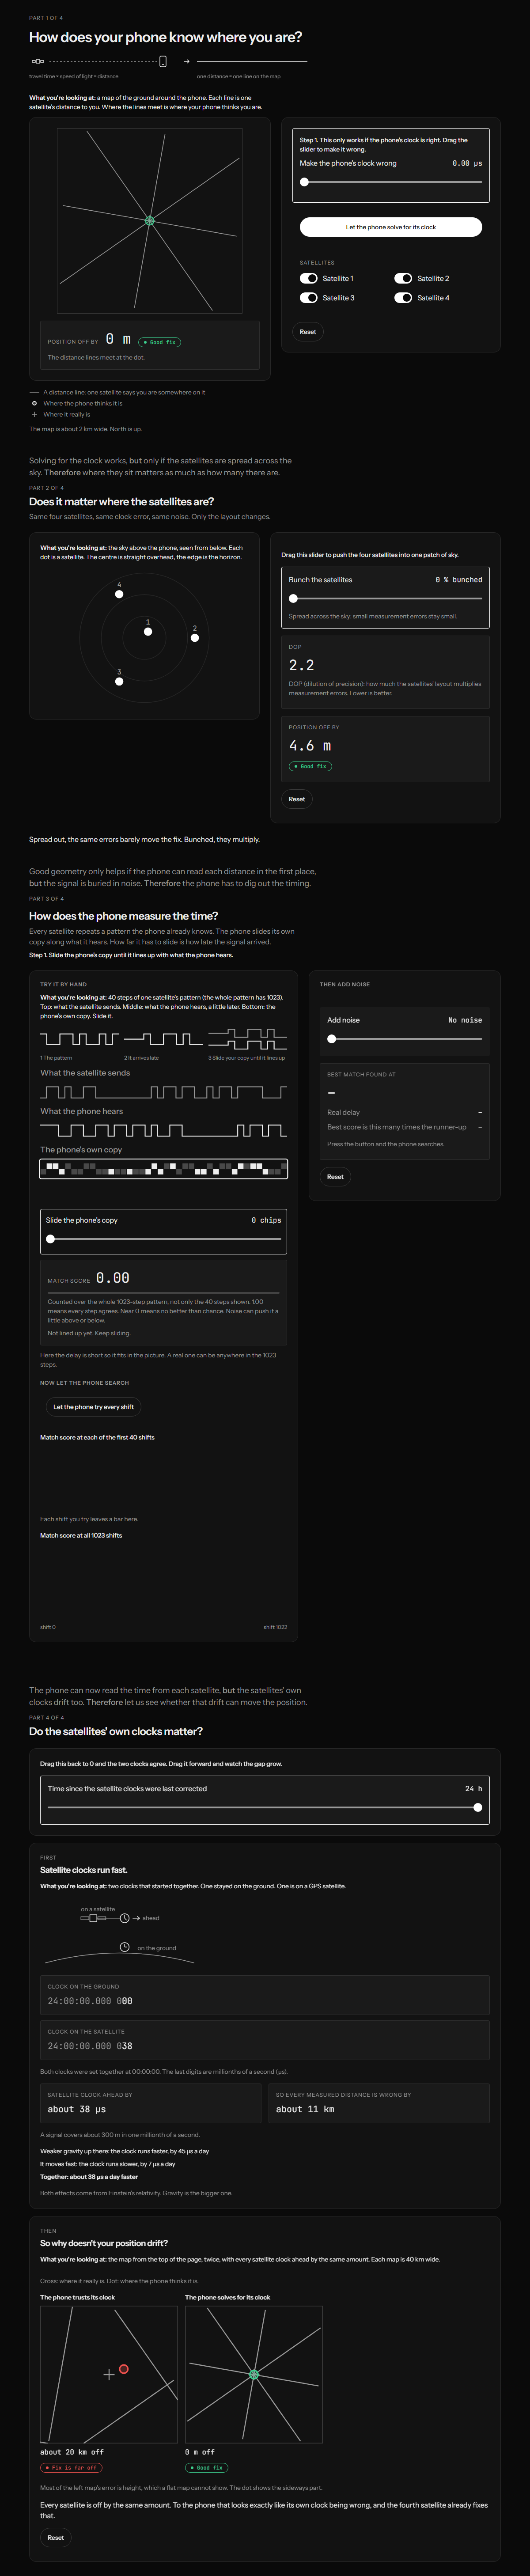 PART 1 OF 4
How does your phone know where you are?
travel time × speed of light = distance
one distance = one line on the map
What you're looking at: a map of the ground around the phone. Each line is one
satellite's distance to you. Where the lines meet is where your phone thinks you are.
Step 1. This only works if the phone's clock is right. Drag the
slider to make it wrong.
Make the phone's clock wrong
0.00 µs
Let the phone solve for its clock
SATELLITES
Satellite 1
Satellite 2
Satellite 3
Satellite 4
Reset
POSITION OFF BY 0 m Good fix
The distance lines meet at the dot.
A distance line: one satellite says you are somewhere on it
Where the phone thinks it is
Where it really is
The map is about 2 km wide. North is up.
Solving for the clock works, but only if the satellites are spread across the
sky. Therefore where they sit matters as much as how many there are.
PART 2 OF 4
Does it matter where the satellites are?
Same four satellites, same clock error, same noise. Only the layout changes.
What you're looking at: the sky above the phone, seen from below. Each
dot is a satellite. The centre is straight overhead, the edge is the horizon.
4
1
2
3
Drag this slider to push the four satellites into one patch of sky.
Bunch the satellites
0 % bunched
Spread across the sky: small measurement errors stay small.
DOP
2.2
DOP (dilution of precision): how much the satellites' layout multiplies
measurement errors. Lower is better.
POSITION OFF BY
4.6 m
Good fix
Reset
Spread out, the same errors barely move the fix. Bunched, they multiply.
Good geometry only helps if the phone can read each distance in the first place,
but the signal is buried in noise. Therefore the phone has to dig out the timing.
PART 3 OF 4
How does the phone measure the time?
Every satellite repeats a pattern the phone already knows. The phone slides its own
copy along what it hears. How far it has to slide is how late the signal arrived.
Step 1. Slide the phone's copy until it lines up with what the phone hears.
TRY IT BY HAND
What you're looking at: 40 steps of one satellite's pattern (the whole pattern has 1023).
Top: what the satellite sends. Middle: what the phone hears, a little later. Bottom: the
phone's own copy. Slide it.
1 The pattern
2 It arrives late
3 Slide your copy until it lines up
What the satellite sends
What the phone hears
The phone's own copy
Slide the phone's copy
0 chips
MATCH SCORE 0.00
Counted over the whole 1023-step pattern, not only the 40 steps shown. 1.00
means every step agrees. Near 0 means no better than chance. Noise can push it a
little above or below.
Not lined up yet. Keep sliding.
Here the delay is short so it fits in the picture. A real one can be anywhere in the 1023
steps.
NOW LET THE PHONE SEARCH
Let the phone try every shift
Match score at each of the first 40 shifts
Each shift you try leaves a bar here.
Match score at all 1023 shifts
shift 0
shift 1022
THEN ADD NOISE
Add noise
No noise
BEST MATCH FOUND AT
–
Real delay
–
Best score is this many times the runner-up
–
Press the button and the phone searches.
Reset
The phone can now read the time from each satellite, but the satellites' own
clocks drift too. Therefore let us see whether that drift can move the position.
PART 4 OF 4
Do the satellites' own clocks matter?
Drag this back to 0 and the two clocks agree. Drag it forward and watch the gap grow.
Time since the satellite clocks were last corrected
24 h
FIRST
Satellite clocks run fast.
What you're looking at: two clocks that started together. One stayed on the ground. One is on a GPS satellite.
on a satellite
ahead
on the ground
CLOCK ON THE GROUND
24:00:00.000 000
CLOCK ON THE SATELLITE
24:00:00.000 038
Both clocks were set together at 00:00:00. The last digits are millionths of a second (µs).
SATELLITE CLOCK AHEAD BY
about 38 µs
SO EVERY MEASURED DISTANCE IS WRONG BY
about 11 km
A signal covers about 300 m in one millionth of a second.
Weaker gravity up there: the clock runs faster, by 45 µs a day
It moves fast: the clock runs slower, by 7 µs a day
Together: about 38 µs a day faster
Both effects come from Einstein's relativity. Gravity is the bigger one.
THEN
So why doesn't your position drift?
What you're looking at: the map from the top of the page, twice, with every satellite clock ahead by the same amount. Each map is 40 km wide.
Cross: where it really is. Dot: where the phone thinks it is.
The phone trusts its clock
The phone solves for its clock
about 20 km off
0 m off
Fix is far off
Good fix
Most of the left map's error is height, which a flat map cannot show. The dot shows the sideways part.
Every satellite is off by the same amount. To the phone that looks exactly like its own clock being wrong, and the fourth satellite already fixes
that.
Reset